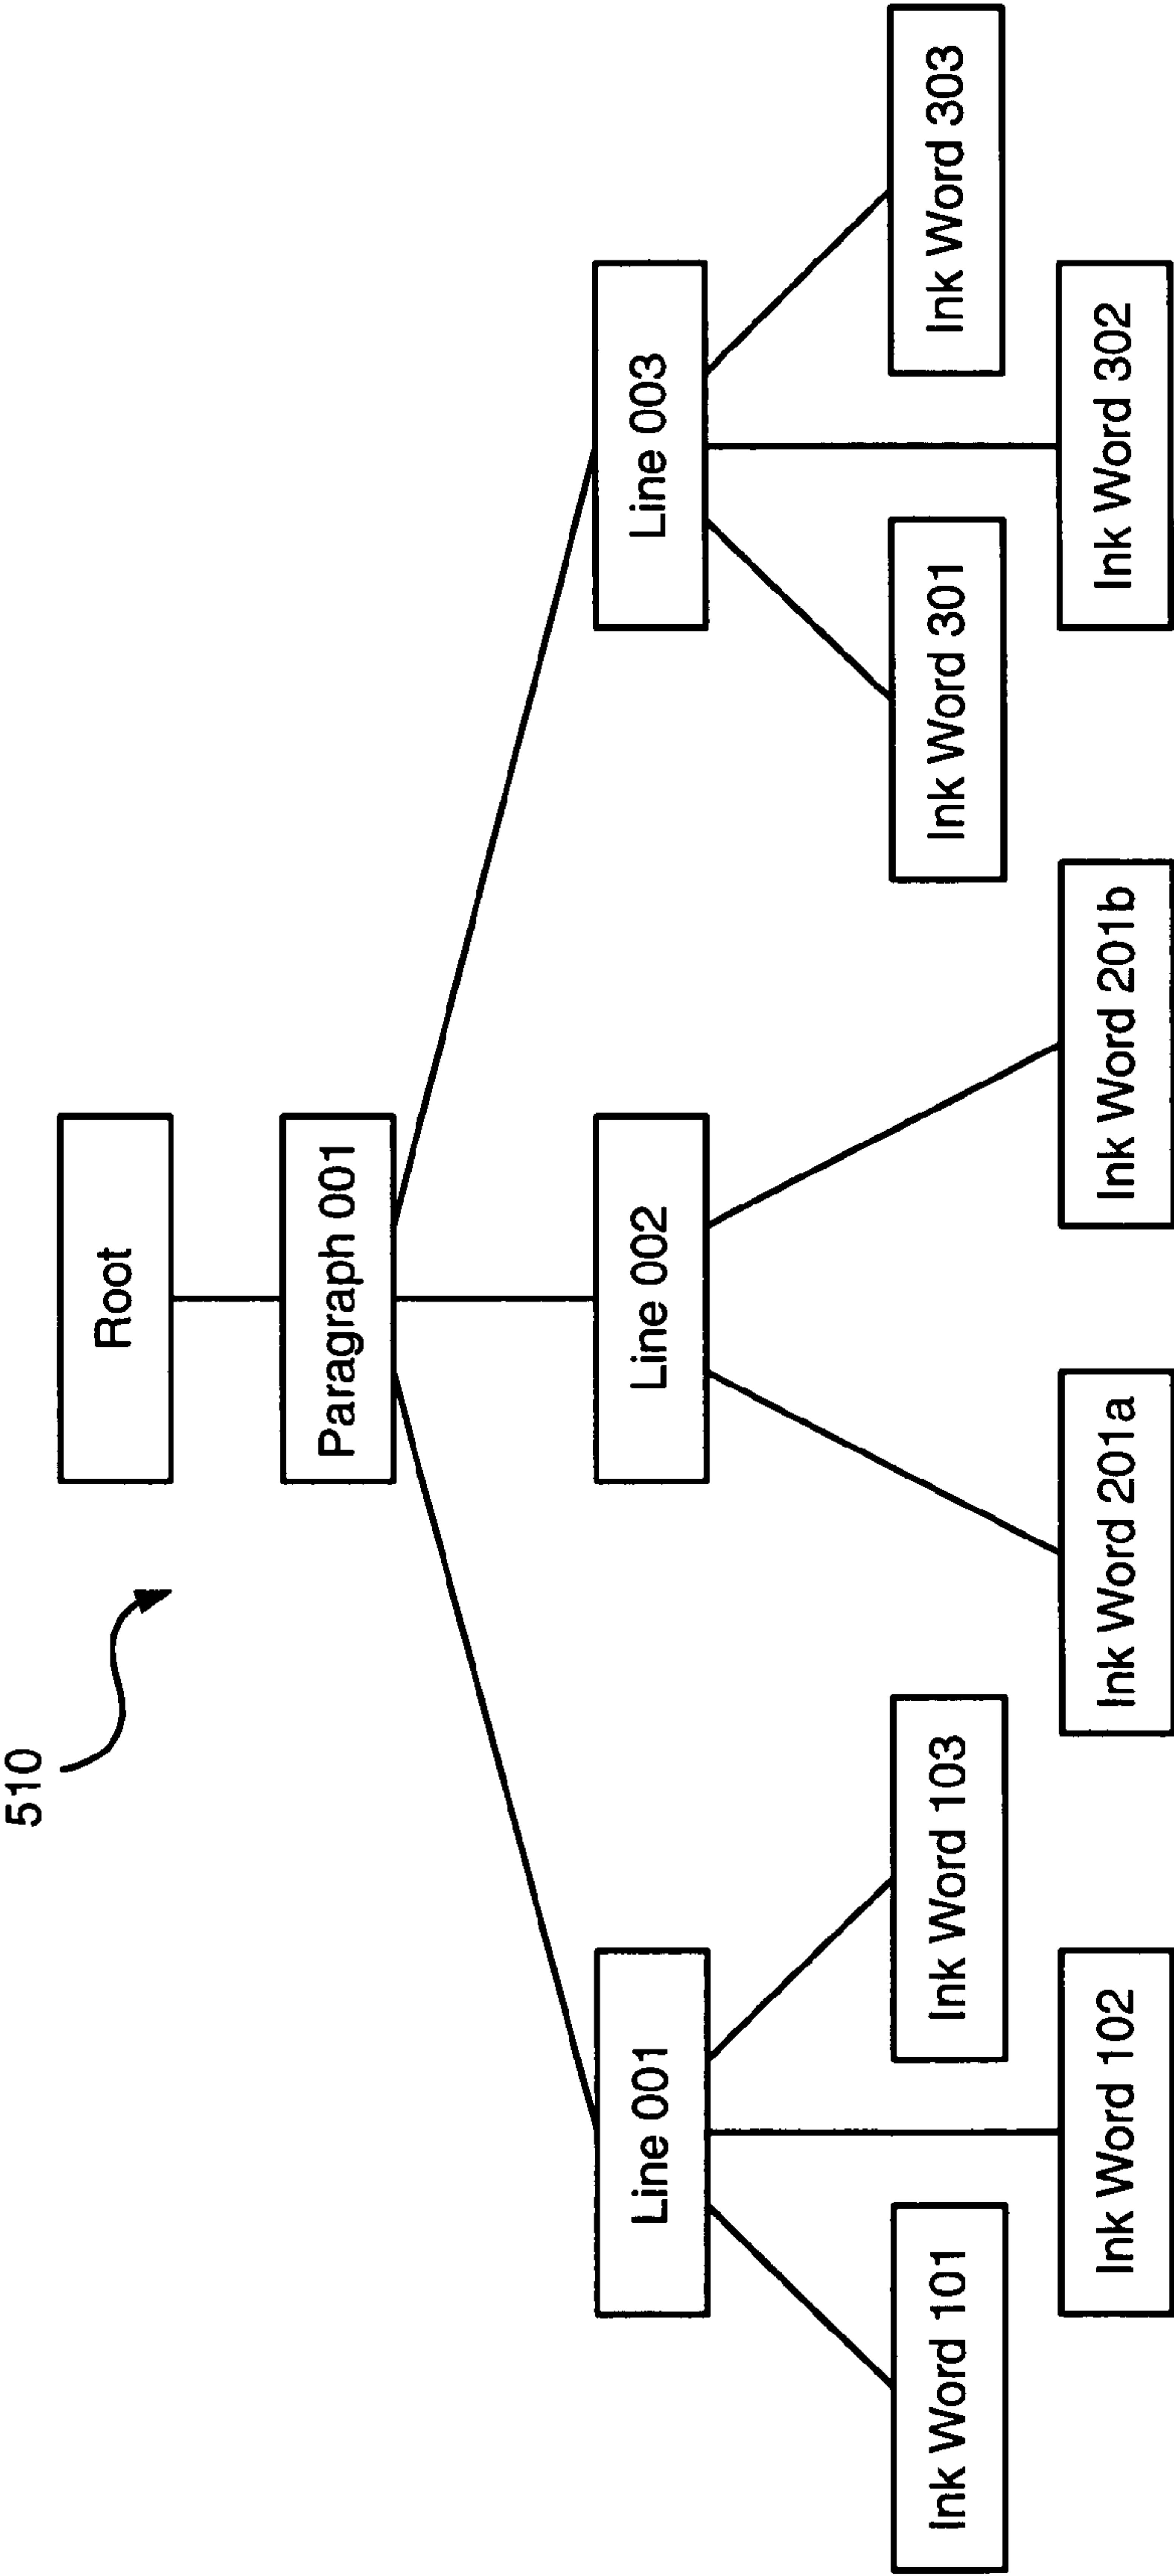 510
Root
Paragraph 001
Line 001
Line 002
Line 003
Ink Word 101
Ink Word 103
Ink Word 301
Ink Word 303
Ink Word 102
Ink Word 201a
Ink Word 201b
Ink Word 302